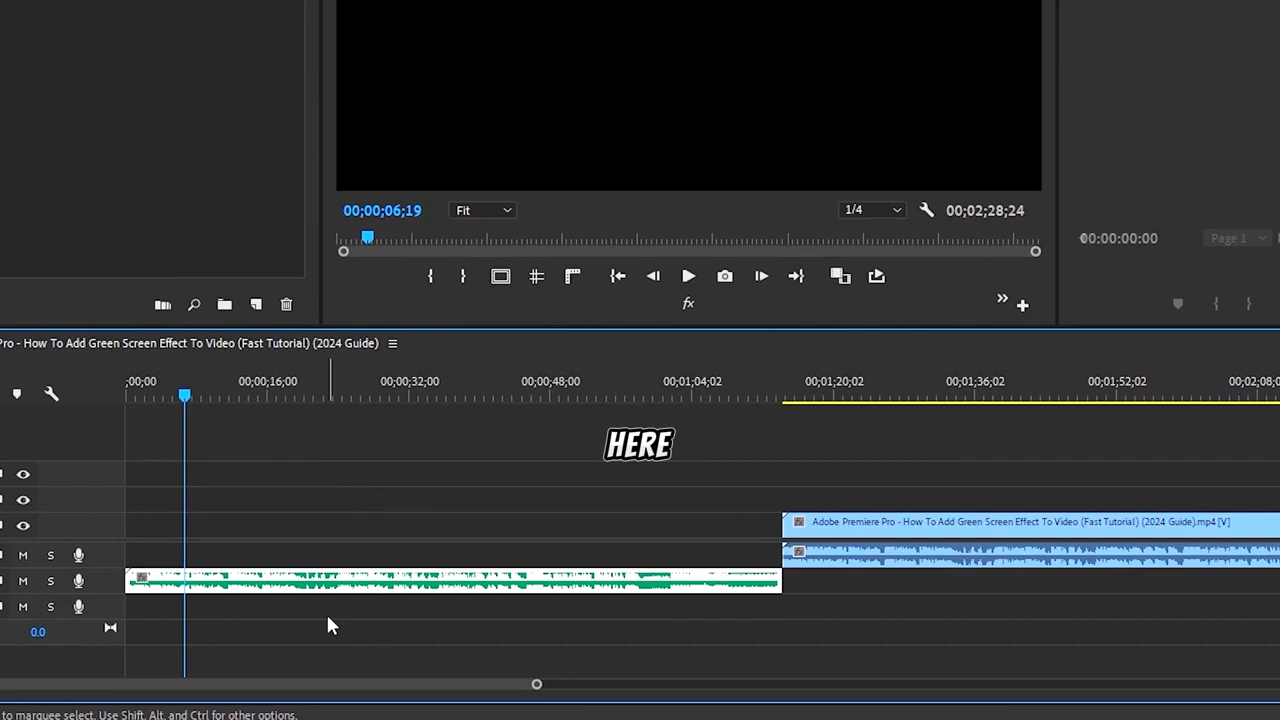 00;00;06;19
Fit
1/4
00;02;28;24
00:00:00:00
Page 1
fx
Pro - How To Add Green Screen Effect To Video (Fast Tutorial) (2024 Guide)
;00;00
00;00;16;00
00;00;32;00
00;00;48;00
00;01;04;02
00;01;20;02
00;01;36;02
00;01;52;02
00;02;08;0
HERE
fx Adobe Premiere Pro - How To Add Green Screen Effect To Video (Fast Tutorial) (2024 Guide).mp4 [V]
M S
fx
M S
fx
M S
0.0
to marquee select. Use Shift, Alt, and Ctrl for other options.